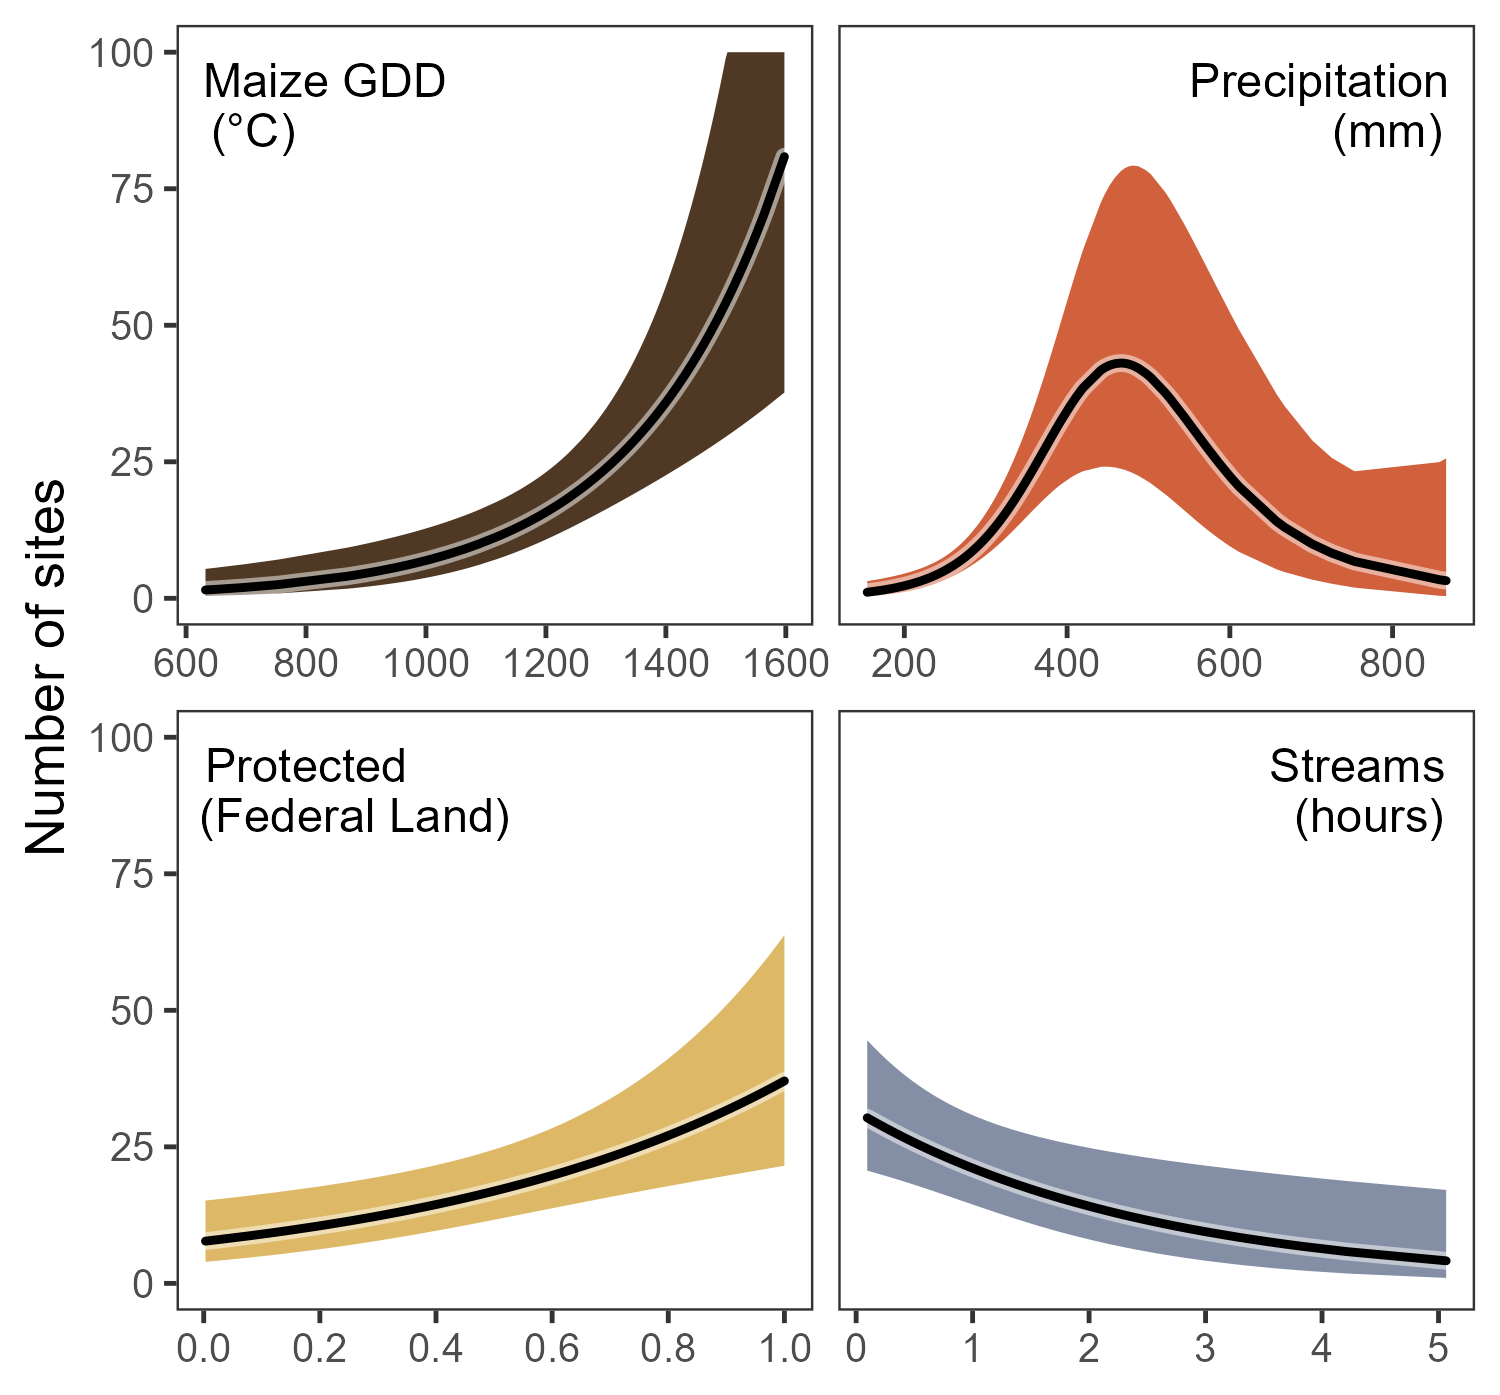 Number of sites
Maize GDD
(°C)
100
75
50
25
0
600 800 1000 1200 1400 1600
Precipitation
(mm)
200 400 600 800
Protected
(Federal Land)
100
75
50
25
0
0.0 0.2 0.4 0.6 0.8 1.0
Streams
(hours)
0 1 2 3 4 5